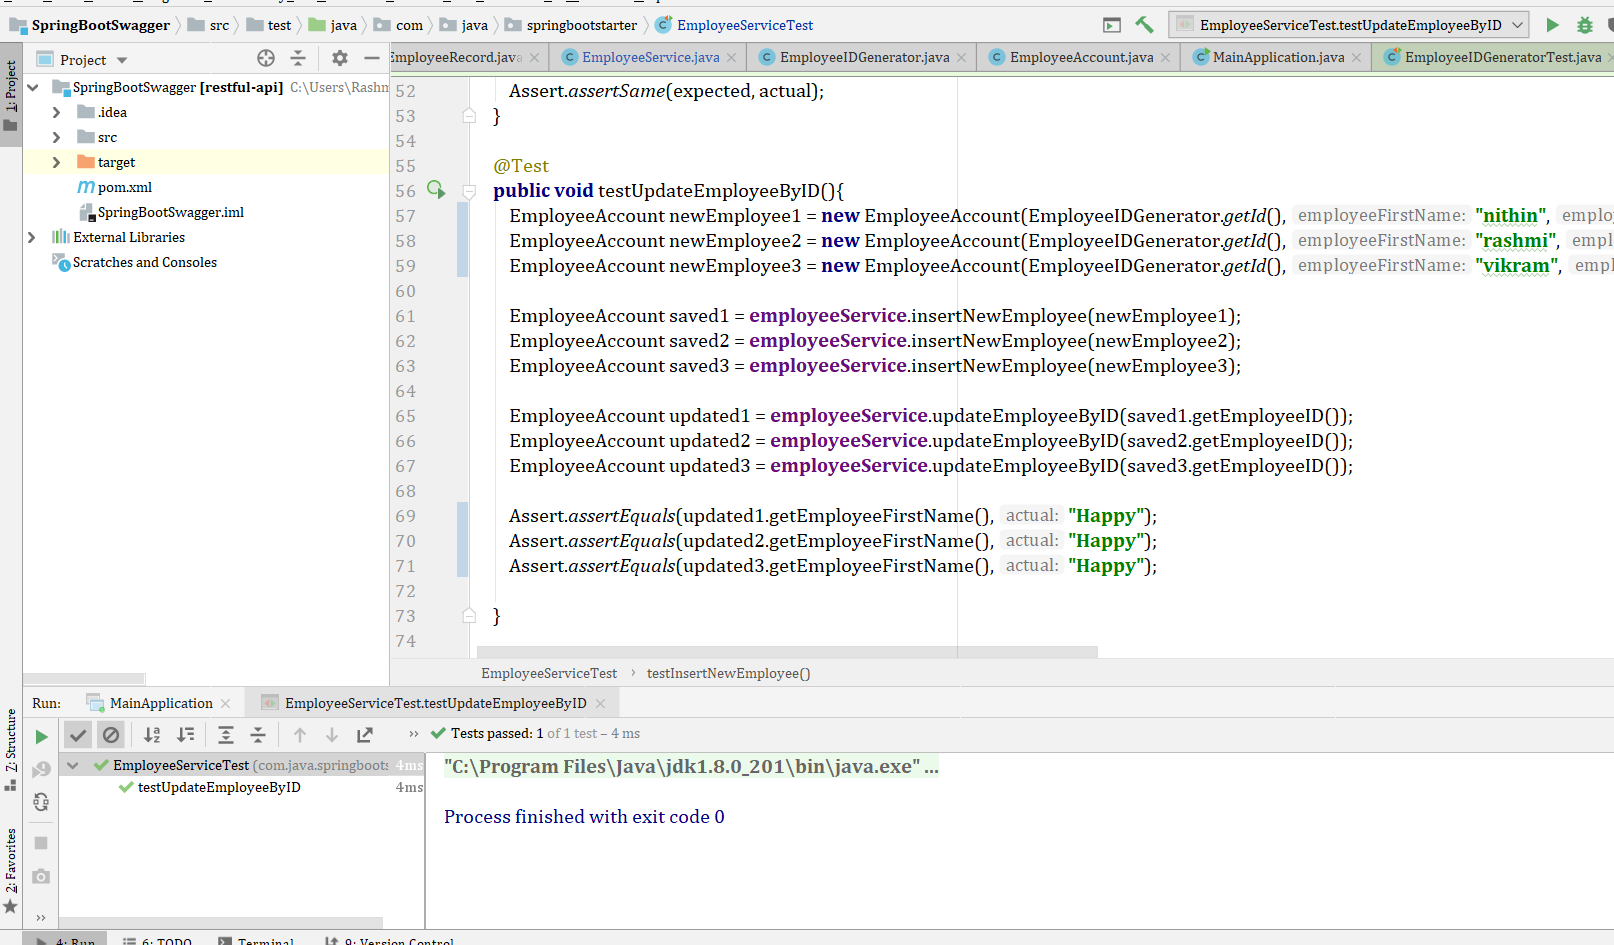 SpringBootSwagger src test java com java springbootstarter EmployeeServiceTest EmployeeServiceTest.testUpdateEmployeeByID
1: Project
Project
EmployeeService.java EmployeeIDGenerator.java EmployeeAccount.java MainApplication.java EmployeeIDGeneratorTest.java
SpringBootSwagger [restful-api] C:\Users\Rashm
.idea
src
target
pom.xml
SpringBootSwagger.iml
External Libraries
Scratches and Consoles
52 Assert.assertSame(expected, actual);
53 }
54
55 @Test
56 public void testUpdateEmployeeByID(){
57 EmployeeAccount newEmployee1 = new EmployeeAccount(EmployeeIDGenerator.getId(), employeeFirstName: "nithin", employ
58 EmployeeAccount newEmployee2 = new EmployeeAccount(EmployeeIDGenerator.getId(), employeeFirstName: "rashmi", empl
59 EmployeeAccount newEmployee3 = new EmployeeAccount(EmployeeIDGenerator.getId(), employeeFirstName: "vikram", emp
60
61 EmployeeAccount saved1 = employeeService.insertNewEmployee(newEmployee1);
62 EmployeeAccount saved2 = employeeService.insertNewEmployee(newEmployee2);
63 EmployeeAccount saved3 = employeeService.insertNewEmployee(newEmployee3);
64
65 EmployeeAccount updated1 = employeeService.updateEmployeeByID(saved1.getEmployeeID());
66 EmployeeAccount updated2 = employeeService.updateEmployeeByID(saved2.getEmployeeID());
67 EmployeeAccount updated3 = employeeService.updateEmployeeByID(saved3.getEmployeeID());
68
69 Assert.assertEquals(updated1.getEmployeeFirstName(), actual: "Happy");
70 Assert.assertEquals(updated2.getEmployeeFirstName(), actual: "Happy");
71 Assert.assertEquals(updated3.getEmployeeFirstName(), actual: "Happy");
72
73 }
74
EmployeeServiceTest › testInsertNewEmployee()
Run: MainApplication EmployeeServiceTest.testUpdateEmployeeByID
» Tests passed: 1 of 1 test – 4 ms
EmployeeServiceTest (com.java.springboots 4ms
testUpdateEmployeeByID 4ms
"C:\Program Files\Java\jdk1.8.0_201\bin\java.exe" ...
Process finished with exit code 0
7: Structure
2: Favorites
»
4: Run 6: TODO Terminal 9: Version Control